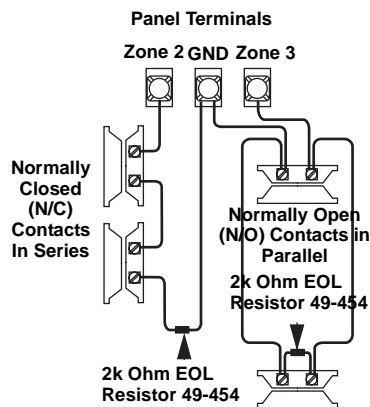 Panel Terminals
Zone 2 GND Zone 3
Normally
Closed
(N/C)
Contacts
In Series
Normally Open
(N/O) Contacts in
Parallel
2k Ohm EOL
Resistor 49-454
2k Ohm EOL
Resistor 49-454